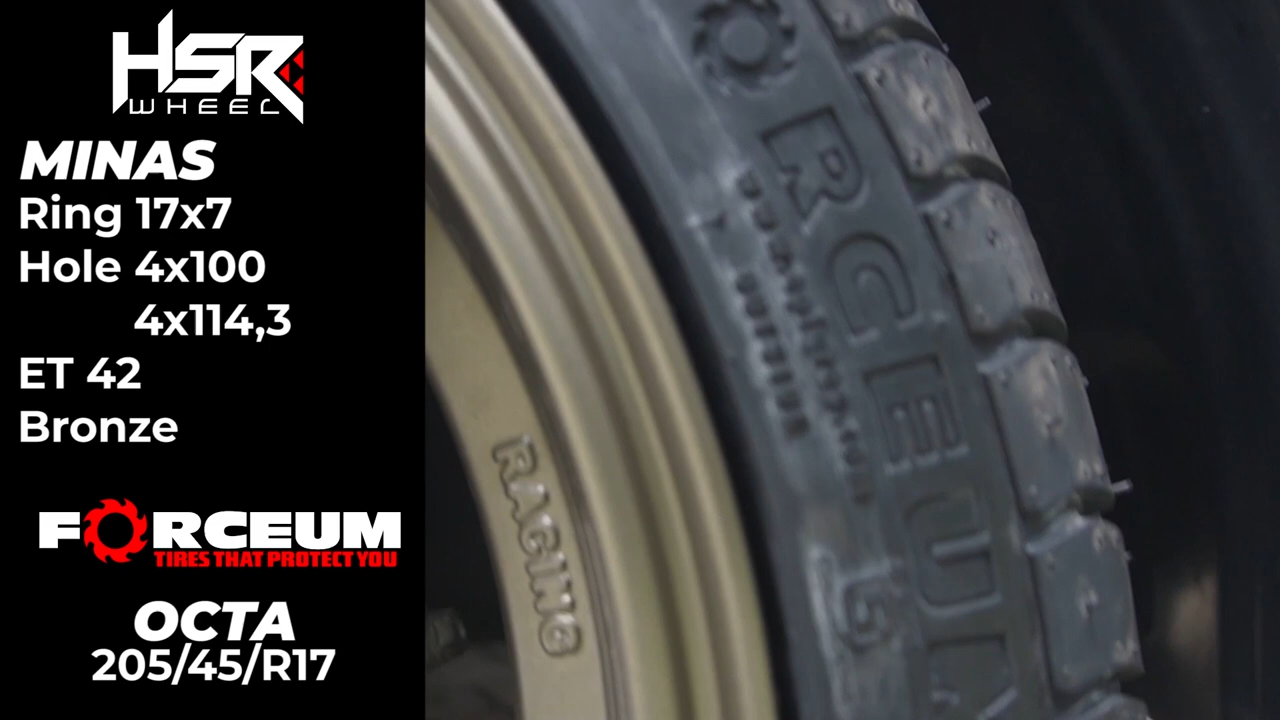 HSR
WHEEL
MINAS
Ring 17x7
Hole 4x100
4x114,3
ET 42
Bronze
FORCEUM
TIRES THAT PROTECT YOU
OCTA
205/45/R17
RACING
ORCEUM